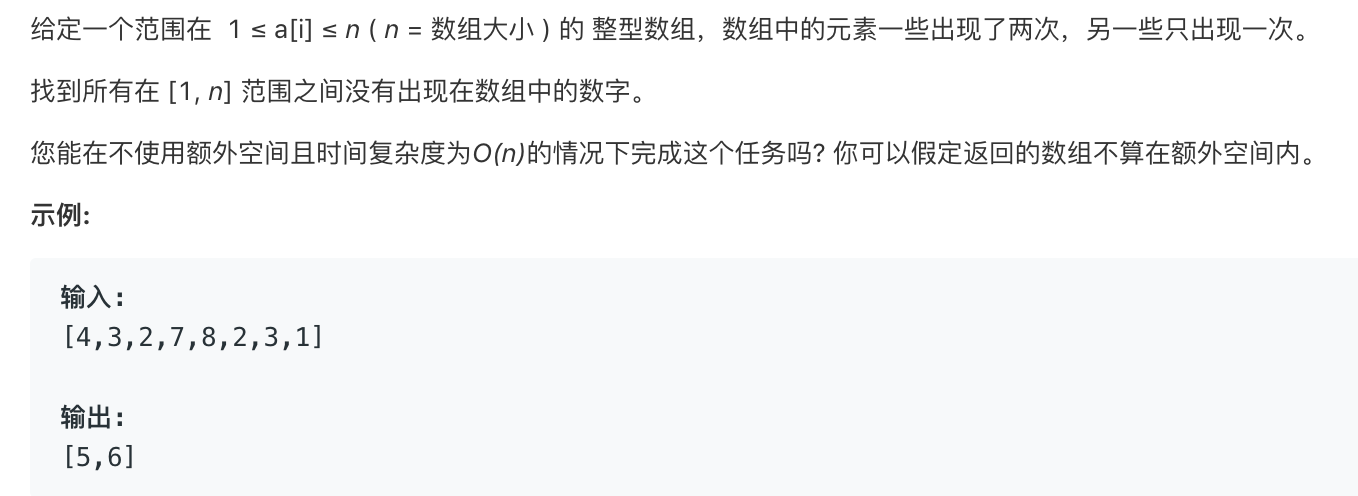 给定一个范围在 1 ≤ a[i] ≤ n ( n = 数组大小 ) 的 整型数组，数组中的元素一些出现了两次，另一些只出现一次。
找到所有在 [1, n] 范围之间没有出现在数组中的数字。
您能在不使用额外空间且时间复杂度为O(n)的情况下完成这个任务吗? 你可以假定返回的数组不算在额外空间内。
示例:
输入:
[4,3,2,7,8,2,3,1]
输出:
[5,6]